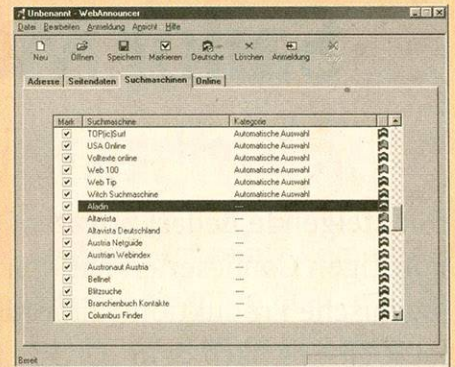 Unbenannt - WebAnnouncer
Datei Bearbeiten Anmeldung Ansicht Hilfe
Neu Öffnen Speichern Markieren Deutsche Löschen Anmeldung
Adresse Seitendaten Suchmaschinen Online
Mark Suchmaschine Kategorie
TOP(ic)Surf Automatische Auswahl
USA Online Automatische Auswahl
Volltexte online Automatische Auswahl
Web 100 Automatische Auswahl
Web Tip Automatische Auswahl
Witch Suchmaschine Automatische Auswahl
Aladin ----
Altavista ----
Altavista Deutschland ----
Austria Netguide ----
Austrian Webindex ----
Austronaut Austria ----
Bellnet ----
Blitzsuche ----
Branchenbuch Kontakte ----
Columbus Finder ----
Bereit